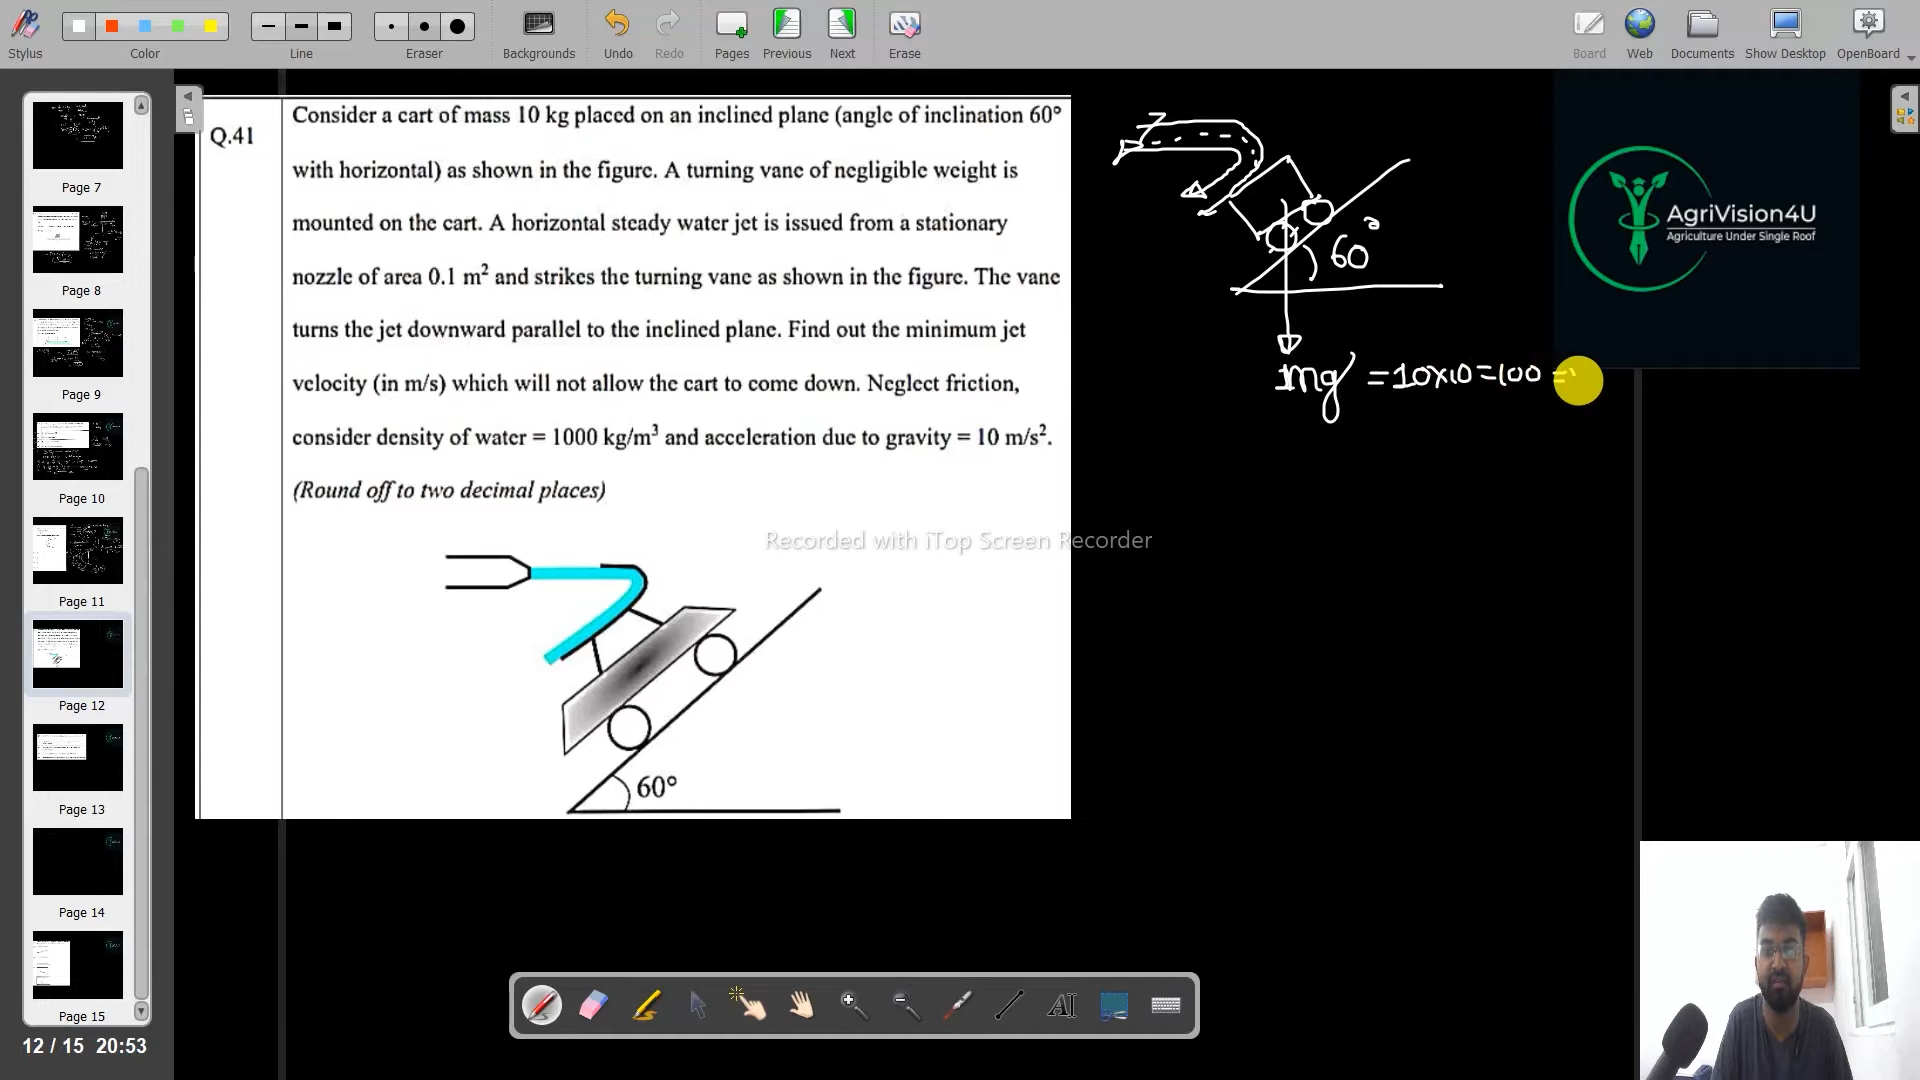 Stylus
Color
Line
Eraser
Backgrounds
Undo
Redo
Pages
Previous
Next
Erase
Board
Web
Documents
Show Desktop
OpenBoard
Page 7
Page 8
Page 9
Page 10
Page 11
Page 12
Page 13
Page 14
Page 15
12 / 15 20:53
Q.41
Consider a cart of mass 10 kg placed on an inclined plane (angle of inclination 60°
with horizontal) as shown in the figure. A turning vane of negligible weight is
mounted on the cart. A horizontal steady water jet is issued from a stationary
nozzle of area 0.1 m² and strikes the turning vane as shown in the figure. The vane
turns the jet downward parallel to the inclined plane. Find out the minimum jet
velocity (in m/s) which will not allow the cart to come down. Neglect friction,
consider density of water = 1000 kg/m³ and acceleration due to gravity = 10 m/s².
(Round off to two decimal places)
60°
60°
mg = 10×10 = 100 =
AgriVision4U
Agriculture Under Single Roof
Recorded with iTop Screen Recorder
AI